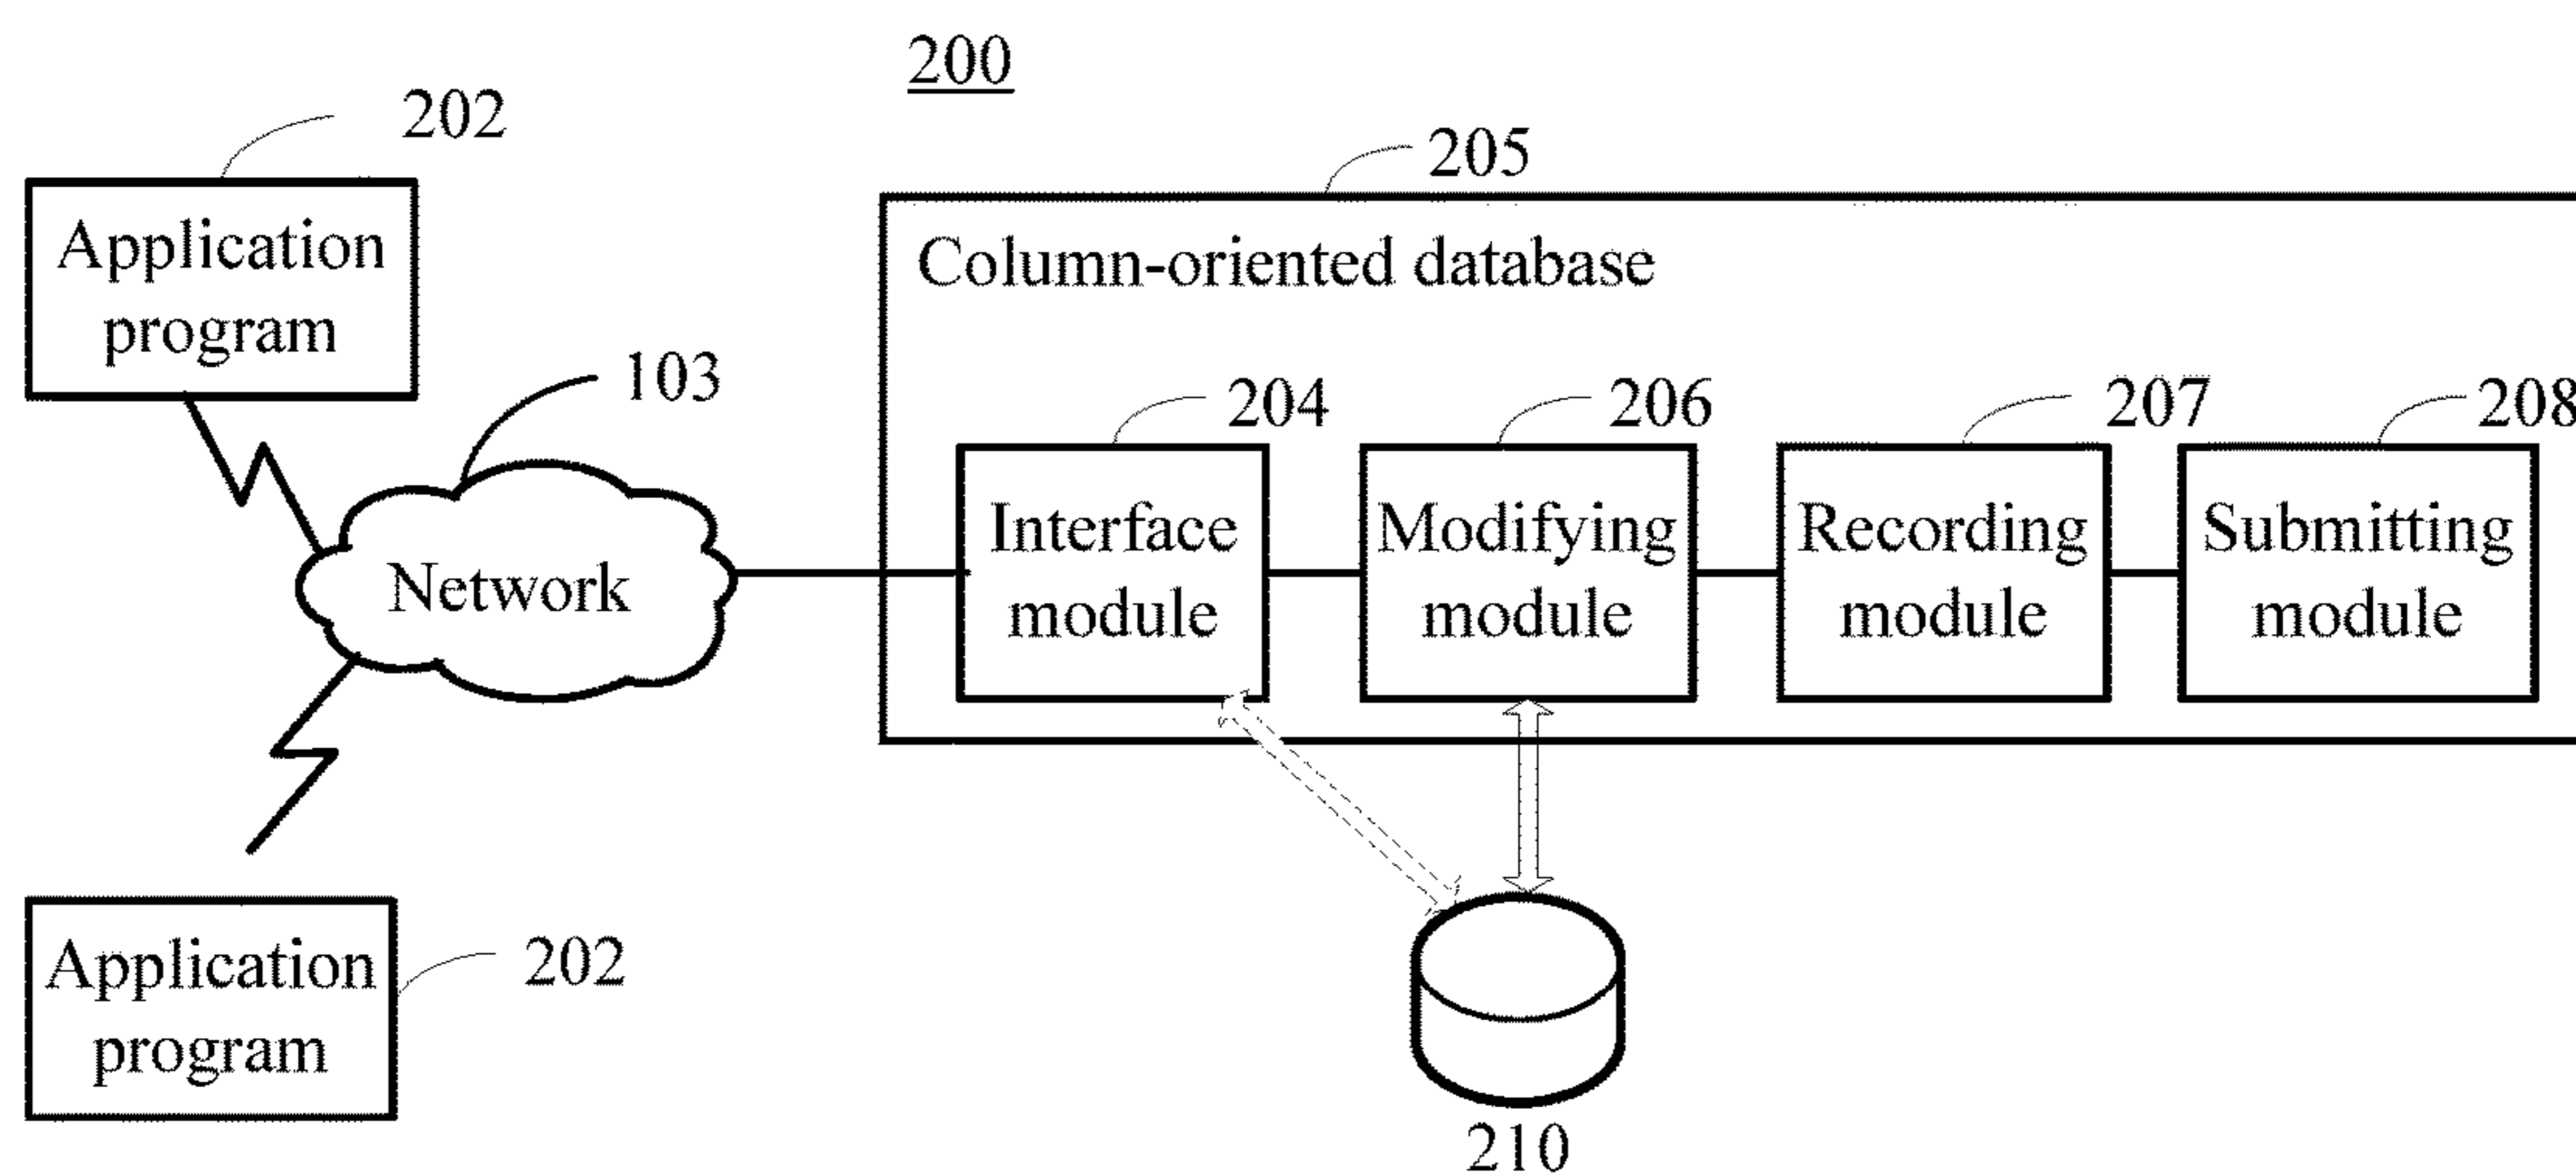 200
202
205
Application
program
Column-oriented database
103
204
206
207
208
Network
Interface
module
Modifying
module
Recording
module
Submitting
module
Application
program
202
210